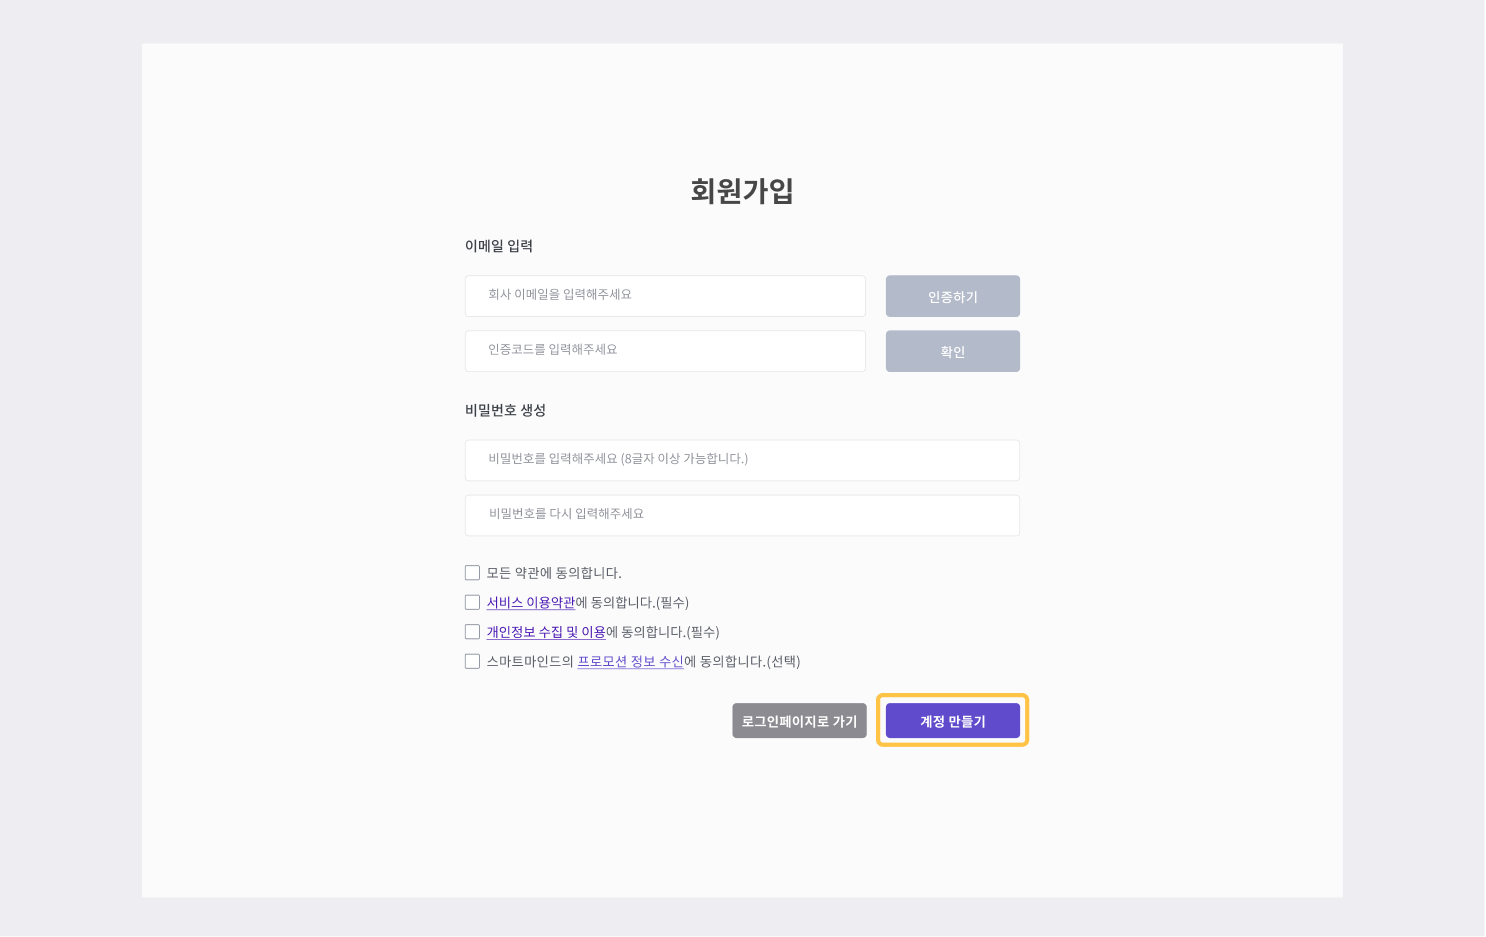 회원가입
이메일 입력
회사 이메일을 입력해주세요
인증하기
인증코드를 입력해주세요
확인
비밀번호 생성
비밀번호를 입력해주세요 (8글자 이상 가능합니다.)
비밀번호를 다시 입력해주세요
모든 약관에 동의합니다.
서비스 이용약관에 동의합니다.(필수)
개인정보 수집 및 이용에 동의합니다.(필수)
스마트마인드의 프로모션 정보 수신에 동의합니다.(선택)
로그인페이지로 가기
계정 만들기